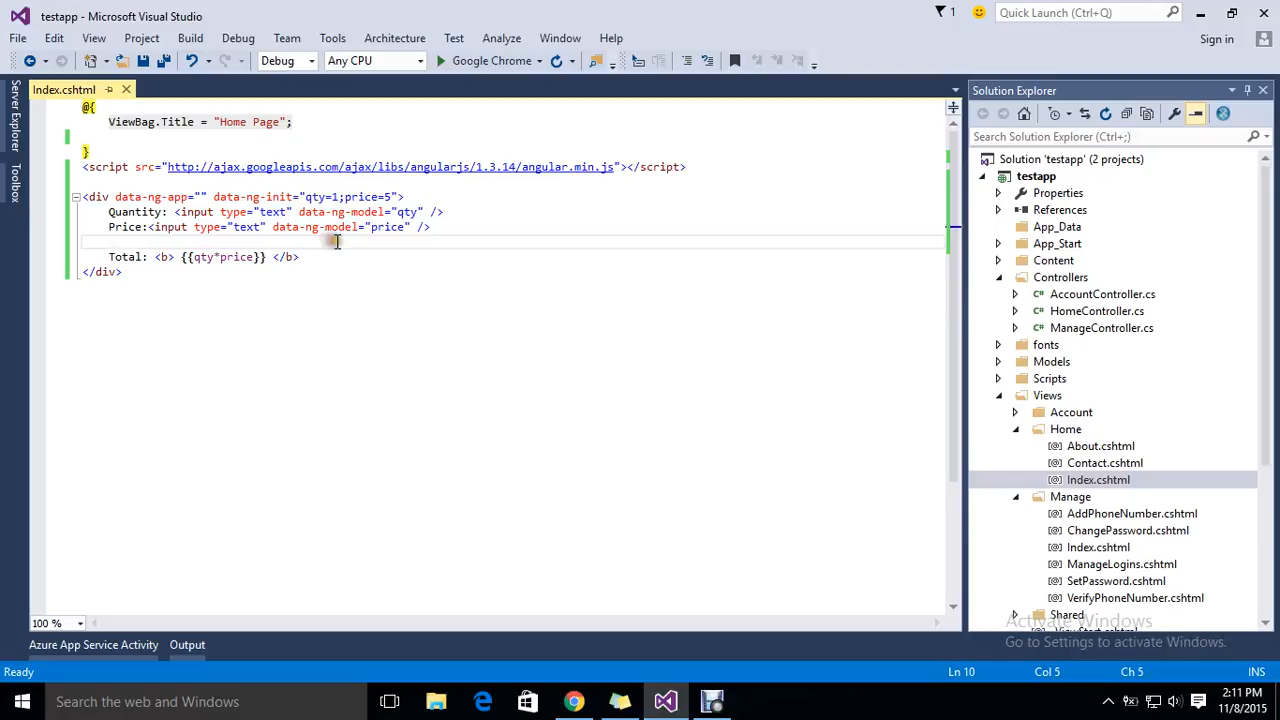 testapp - Microsoft Visual Studio
1
Quick Launch (Ctrl+Q)
File Edit View Project Build Debug Team Tools Architecture Test Analyze Window Help
Sign in
Debug Any CPU Google Chrome
Server Explorer
Toolbox
Index.cshtml
@{
ViewBag.Title = "Home Page";
}
<script src="http://ajax.googleapis.com/ajax/libs/angularjs/1.3.14/angular.min.js"></script>
<div data-ng-app="" data-ng-init="qty=1;price=5">
Quantity: <input type="text" data-ng-model="qty" />
Price:<input type="text" data-ng-model="price" />
Total: <b> {{qty*price}} </b>
</div>
100 %
Solution Explorer
Search Solution Explorer (Ctrl+;)
Solution 'testapp' (2 projects)
testapp
Properties
References
App_Data
App_Start
Content
Controllers
AccountController.cs
HomeController.cs
ManageController.cs
fonts
Models
Scripts
Views
Account
Home
About.cshtml
Contact.cshtml
Index.cshtml
Manage
AddPhoneNumber.cshtml
ChangePassword.cshtml
Index.cshtml
ManageLogins.cshtml
SetPassword.cshtml
VerifyPhoneNumber.cshtml
Shared
Activate Windows
Go to Settings to activate Windows.
Azure App Service Activity Output
Ready Ln 10 Col 5 Ch 5 INS
Search the web and Windows
2:11 PM
11/8/2015